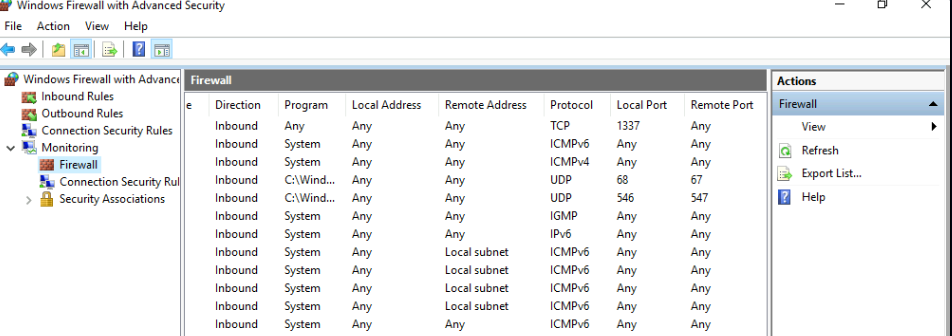 Windows Firewall with Advanced Security
File Action View Help
Windows Firewall with Advance
Inbound Rules
Outbound Rules
Connection Security Rules
Monitoring
Firewall
Connection Security Rul
Security Associations
Firewall
e Direction Program Local Address Remote Address Protocol Local Port Remote Port
Inbound Any Any Any TCP 1337 Any
Inbound System Any Any ICMPv6 Any Any
Inbound System Any Any ICMPv4 Any Any
Inbound C:\Wind... Any Any UDP 68 67
Inbound C:\Wind... Any Any UDP 546 547
Inbound System Any Any IGMP Any Any
Inbound System Any Any IPv6 Any Any
Inbound System Any Local subnet ICMPv6 Any Any
Inbound System Any Local subnet ICMPv6 Any Any
Inbound System Any Local subnet ICMPv6 Any Any
Inbound System Any Local subnet ICMPv6 Any Any
Inbound System Any Any ICMPv6 Any Any
Actions
Firewall
View
Refresh
Export List...
Help